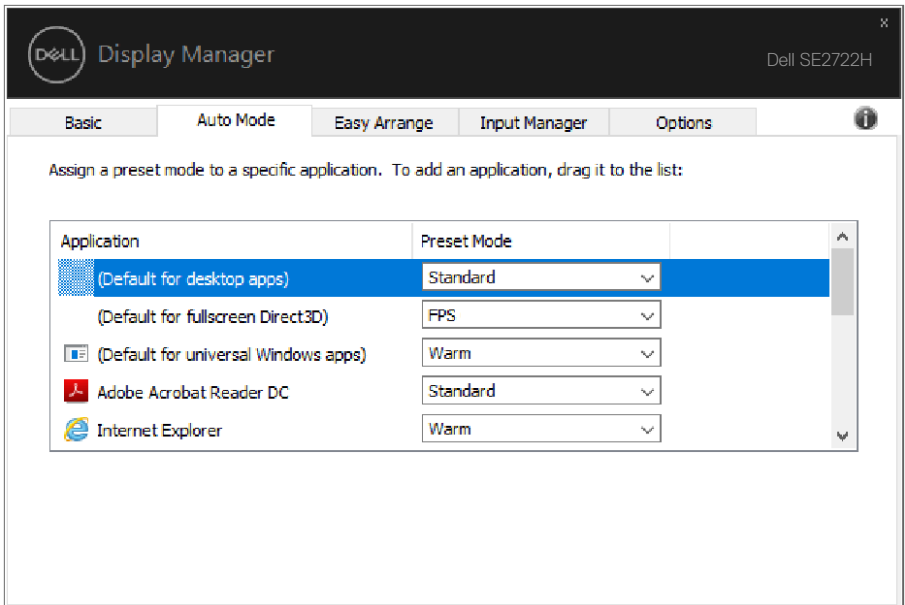 x
DELL Display Manager
Dell SE2722H
Basic Auto Mode Easy Arrange Input Manager Options i
Assign a preset mode to a specific application. To add an application, drag it to the list:
Application Preset Mode
(Default for desktop apps) Standard
(Default for fullscreen Direct3D) FPS
(Default for universal Windows apps) Warm
Adobe Acrobat Reader DC Standard
Internet Explorer Warm